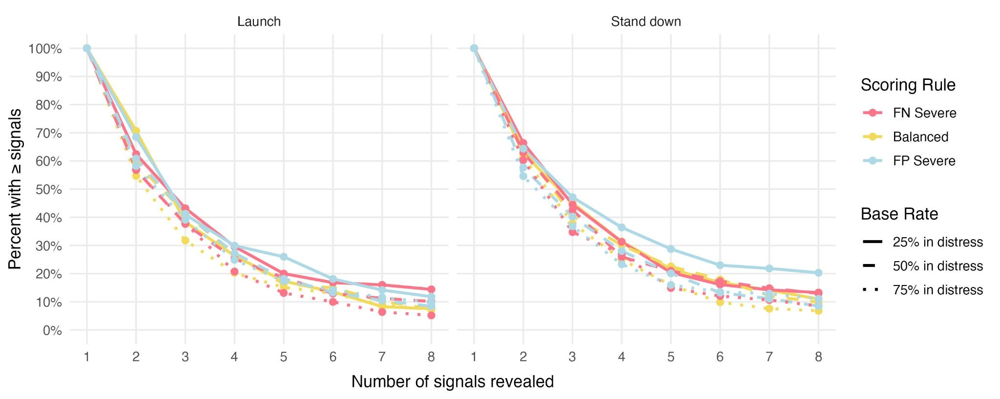 Launch
Stand down
Percent with ≥ signals
100%
90%
80%
70%
60%
50%
40%
30%
20%
10%
0%
1 2 3 4 5 6 7 8
1 2 3 4 5 6 7 8
Number of signals revealed
Scoring Rule
FN Severe
Balanced
FP Severe
Base Rate
25% in distress
50% in distress
75% in distress